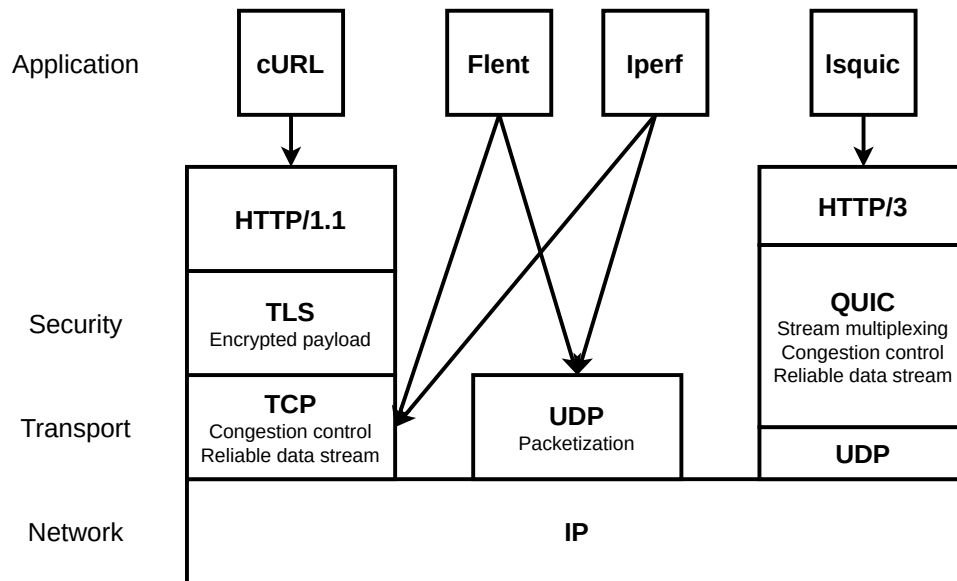 Application
cURL
Flent
Iperf
lsquic
HTTP/1.1
HTTP/3
Security
TLS
Encrypted payload
QUIC
Stream multiplexing
Congestion control
Reliable data stream
Transport
TCP
Congestion control
Reliable data stream
UDP
Packetization
UDP
Network
IP